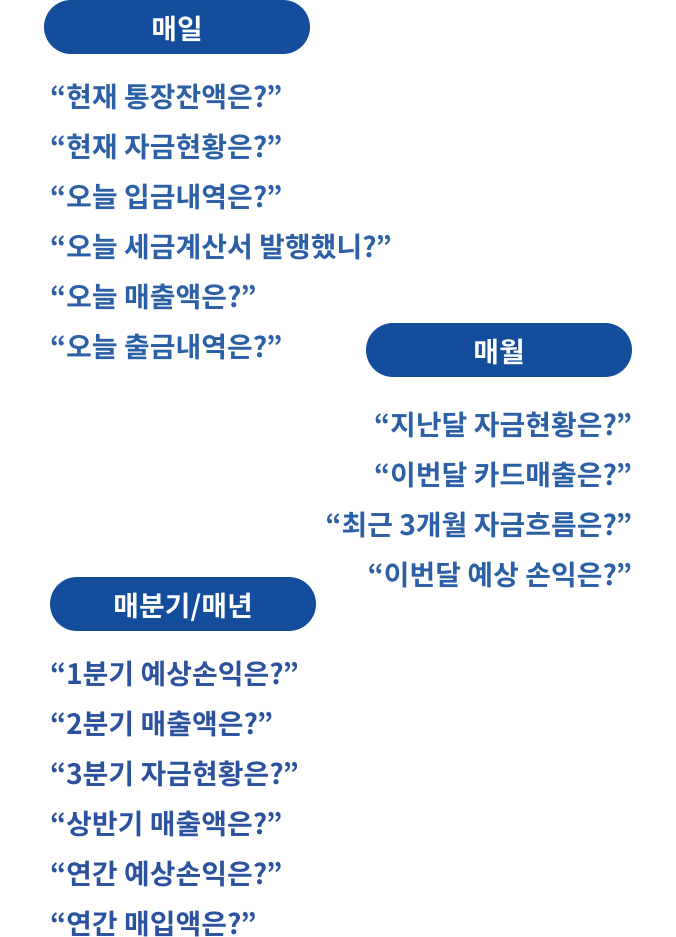 매일
“현재 통장잔액은?”
“현재 자금현황은?”
“오늘 입금내역은?”
“오늘 세금계산서 발행했니?”
“오늘 매출액은?”
“오늘 출금내역은?”
매월
“지난달 자금현황은?”
“이번달 카드매출은?”
“최근 3개월 자금흐름은?”
“이번달 예상 손익은?”
매분기/매년
“1분기 예상손익은?”
“2분기 매출액은?”
“3분기 자금현황은?”
“상반기 매출액은?”
“연간 예상손익은?”
“연간 매입액은?”